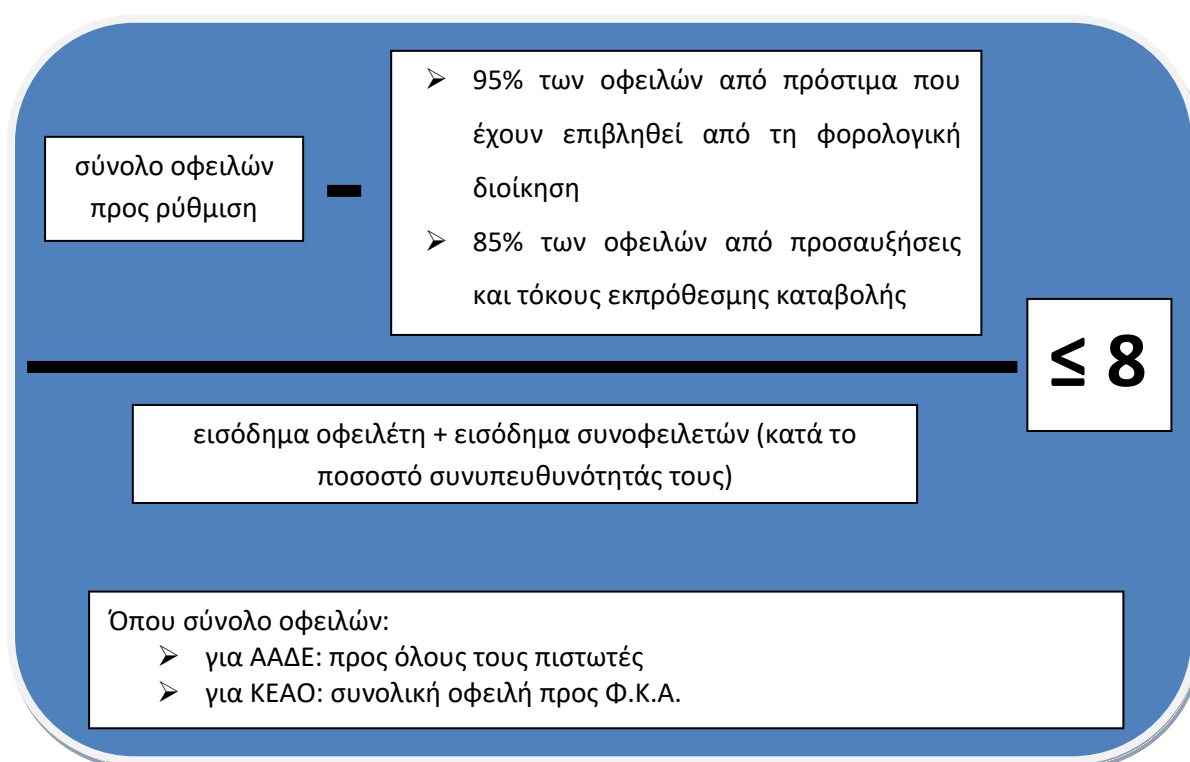 σύνολο οφειλών
προς ρύθμιση
➢ 95% των οφειλών από πρόστιμα που
έχουν επιβληθεί από τη φορολογική
διοίκηση
➢ 85% των οφειλών από προσαυξήσεις
και τόκους εκπρόθεσμης καταβολής
≤ 8
εισόδημα οφειλέτη + εισόδημα συνοφειλετών (κατά το
ποσοστό συνυπευθυνότητάς τους)
Όπου σύνολο οφειλών:
➢ για ΑΑΔΕ: προς όλους τους πιστωτές
➢ για ΚΕΑΟ: συνολική οφειλή προς Φ.Κ.Α.